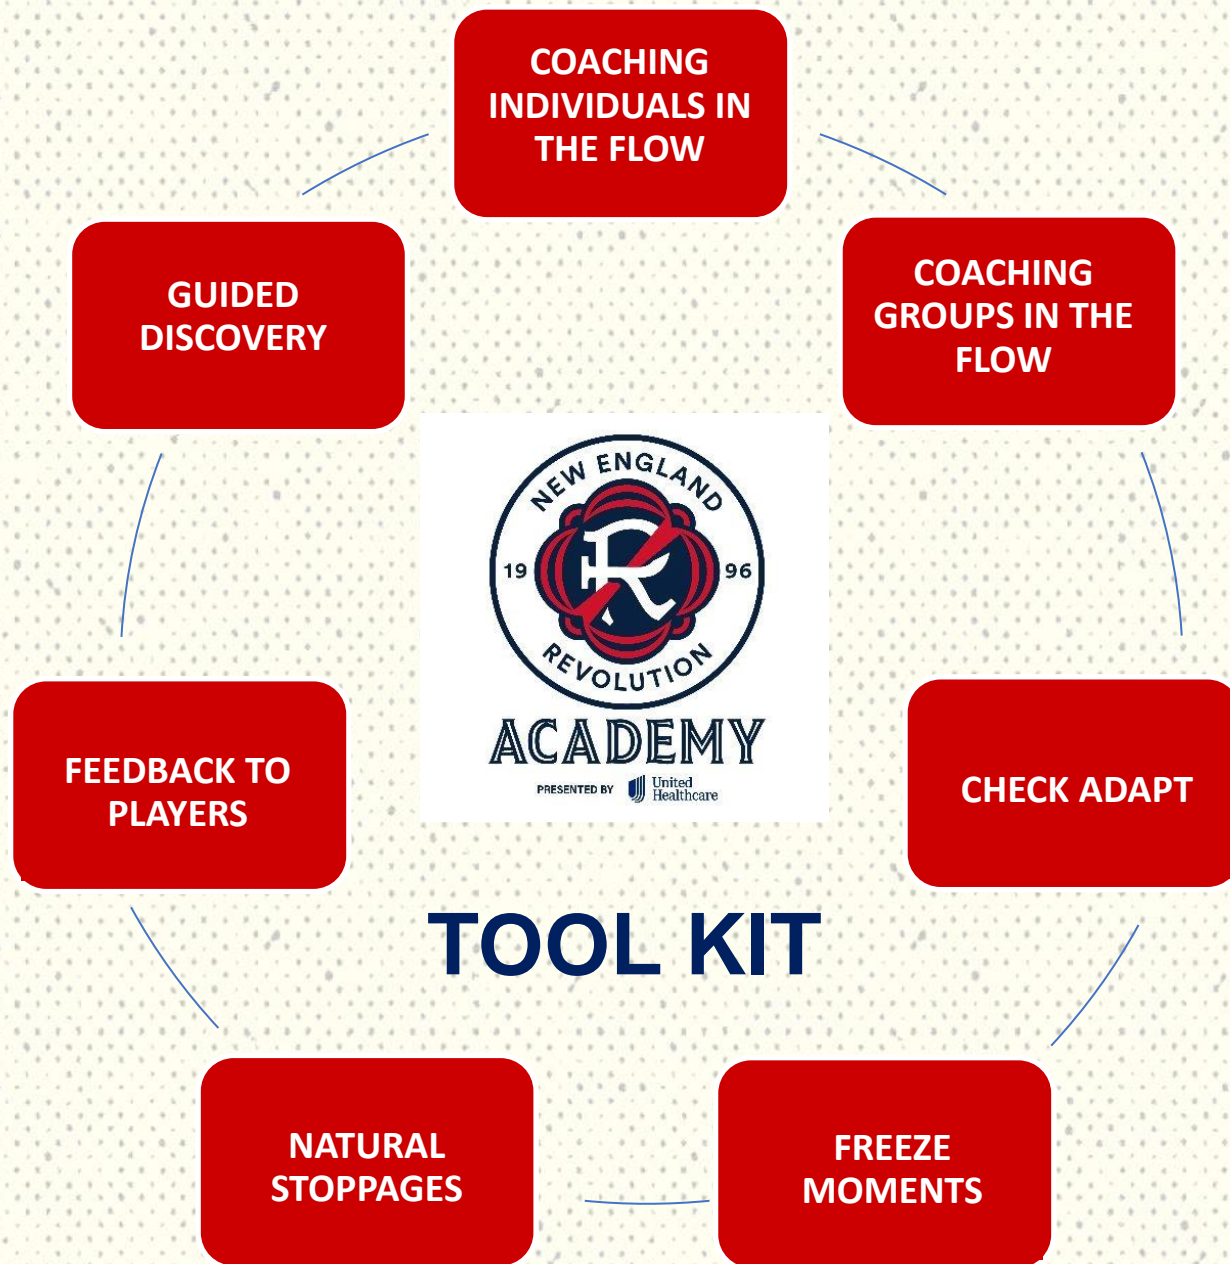 COACHING
INDIVIDUALS IN
THE FLOW
COACHING
GROUPS IN THE
FLOW
GUIDED
DISCOVERY
NEW ENGLAND
19
96
REVOLUTION
ACADEMY
PRESENTED BY
United
Healthcare
FEEDBACK TO
PLAYERS
CHECK ADAPT
TOOL KIT
NATURAL
STOPPAGES
FREEZE
MOMENTS